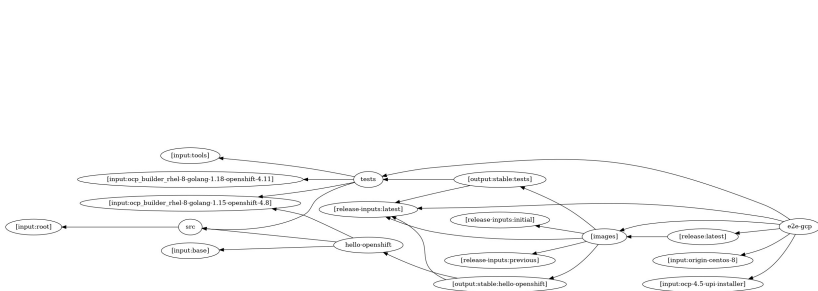 [input:tools]
[input:ocp_builder_rhel-8-golang-1.18-openshift-4.11]
tests
[output:stable:tests]
[input:ocp_builder_rhel-8-golang-1.15-openshift-4.8]
[release-inputs:latest]
[release-inputs:initial]
[input:root]
src
e2e-gcp
[images]
[release:latest]
hello-openshift
[input:base]
[release-inputs:previous]
[input:origin-centos-8]
[output:stable:hello-openshift]
[input:ocp-4.5-upi-installer]